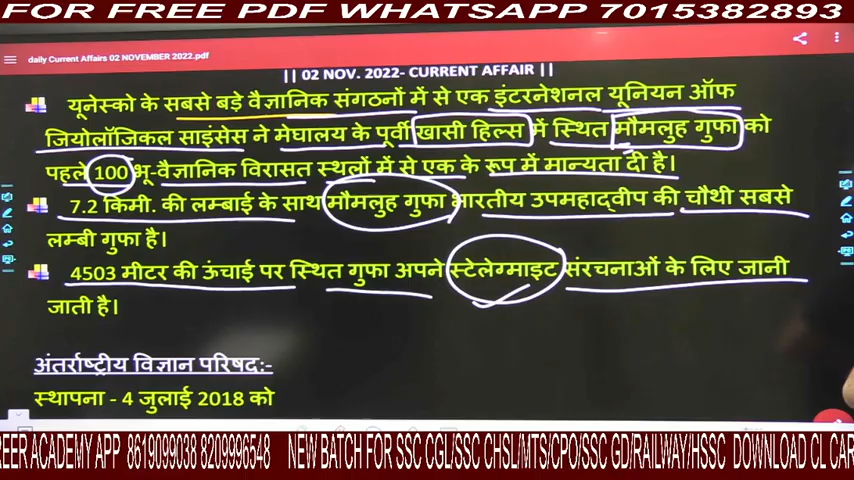 FOR FREE PDF WHATSAPP 7015382893
daily Current Affairs 02 NOVEMBER 2022.pdf
|| 02 NOV. 2022- CURRENT AFFAIR ||
यूनेस्को के सबसे बड़े वैज्ञानिक संगठनों में से एक इंटरनेशनल यूनियन ऑफ
जियोलॉजिकल साइंसेस ने मेघालय के पूर्वी खासी हिल्स में स्थित मौमलुह गुफा को
पहले 100 भू-वैज्ञानिक विरासत स्थलों में से एक के रूप में मान्यता दी है।
7.2 किमी. की लम्बाई के साथ मौमलुह गुफा भारतीय उपमहाद्वीप की चौथी सबसे
लम्बी गुफा है।
4503 मीटर की ऊंचाई पर स्थित गुफा अपने स्टेलेग्माइट संरचनाओं के लिए जानी
जाती है।
अंतर्राष्ट्रीय विज्ञान परिषद:-
स्थापना - 4 जुलाई 2018 को
REER ACADEMY APP 8619099038 8209996548 NEW BATCH FOR SSC CGL/SSC CHSL/MTS/CPO/SSC GD/RAILWAY/HSSC DOWNLOAD CL CAR